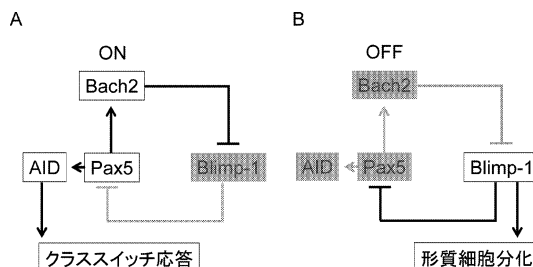 A
ON
Bach2
AID
Pax5
Blimp-1
クラススイッチ応答
B
OFF
Bach2
AID
Pax5
Blimp-1
形質細胞分化